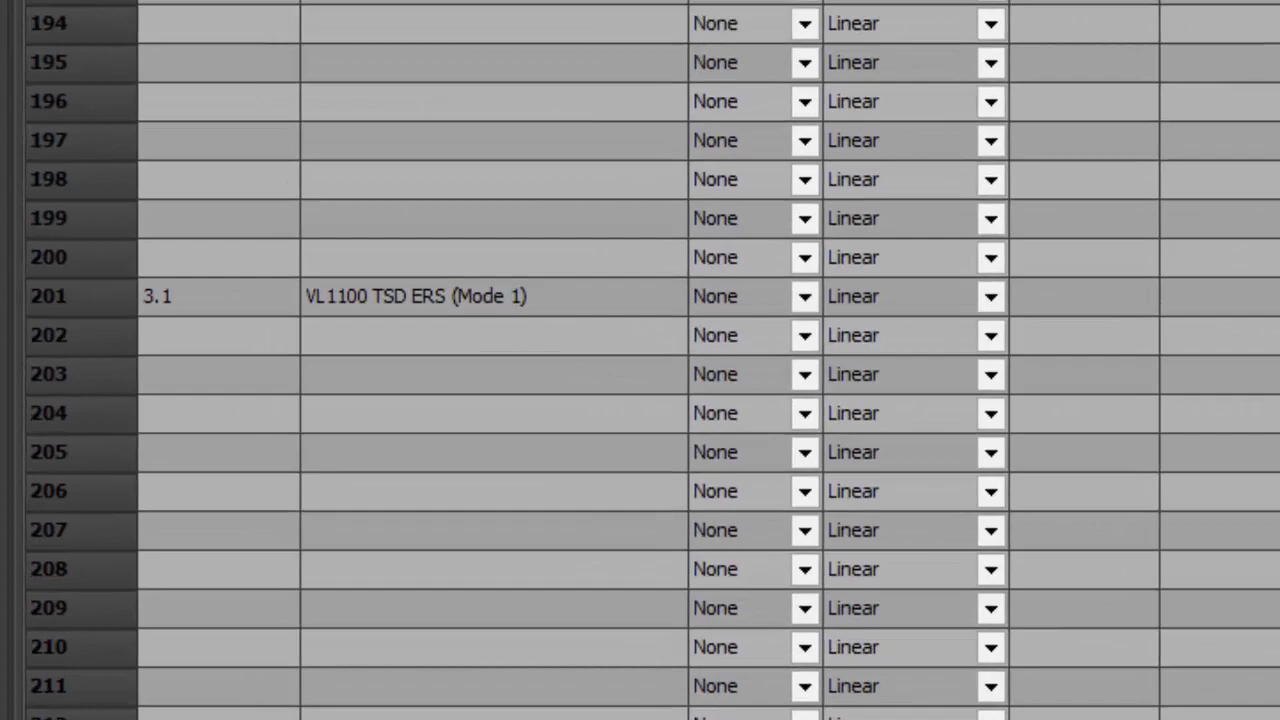 194 None Linear
195 None Linear
196 None Linear
197 None Linear
198 None Linear
199 None Linear
200 None Linear
201 3.1 VL1100 TSD ERS (Mode 1) None Linear
202 None Linear
203 None Linear
204 None Linear
205 None Linear
206 None Linear
207 None Linear
208 None Linear
209 None Linear
210 None Linear
211 None Linear